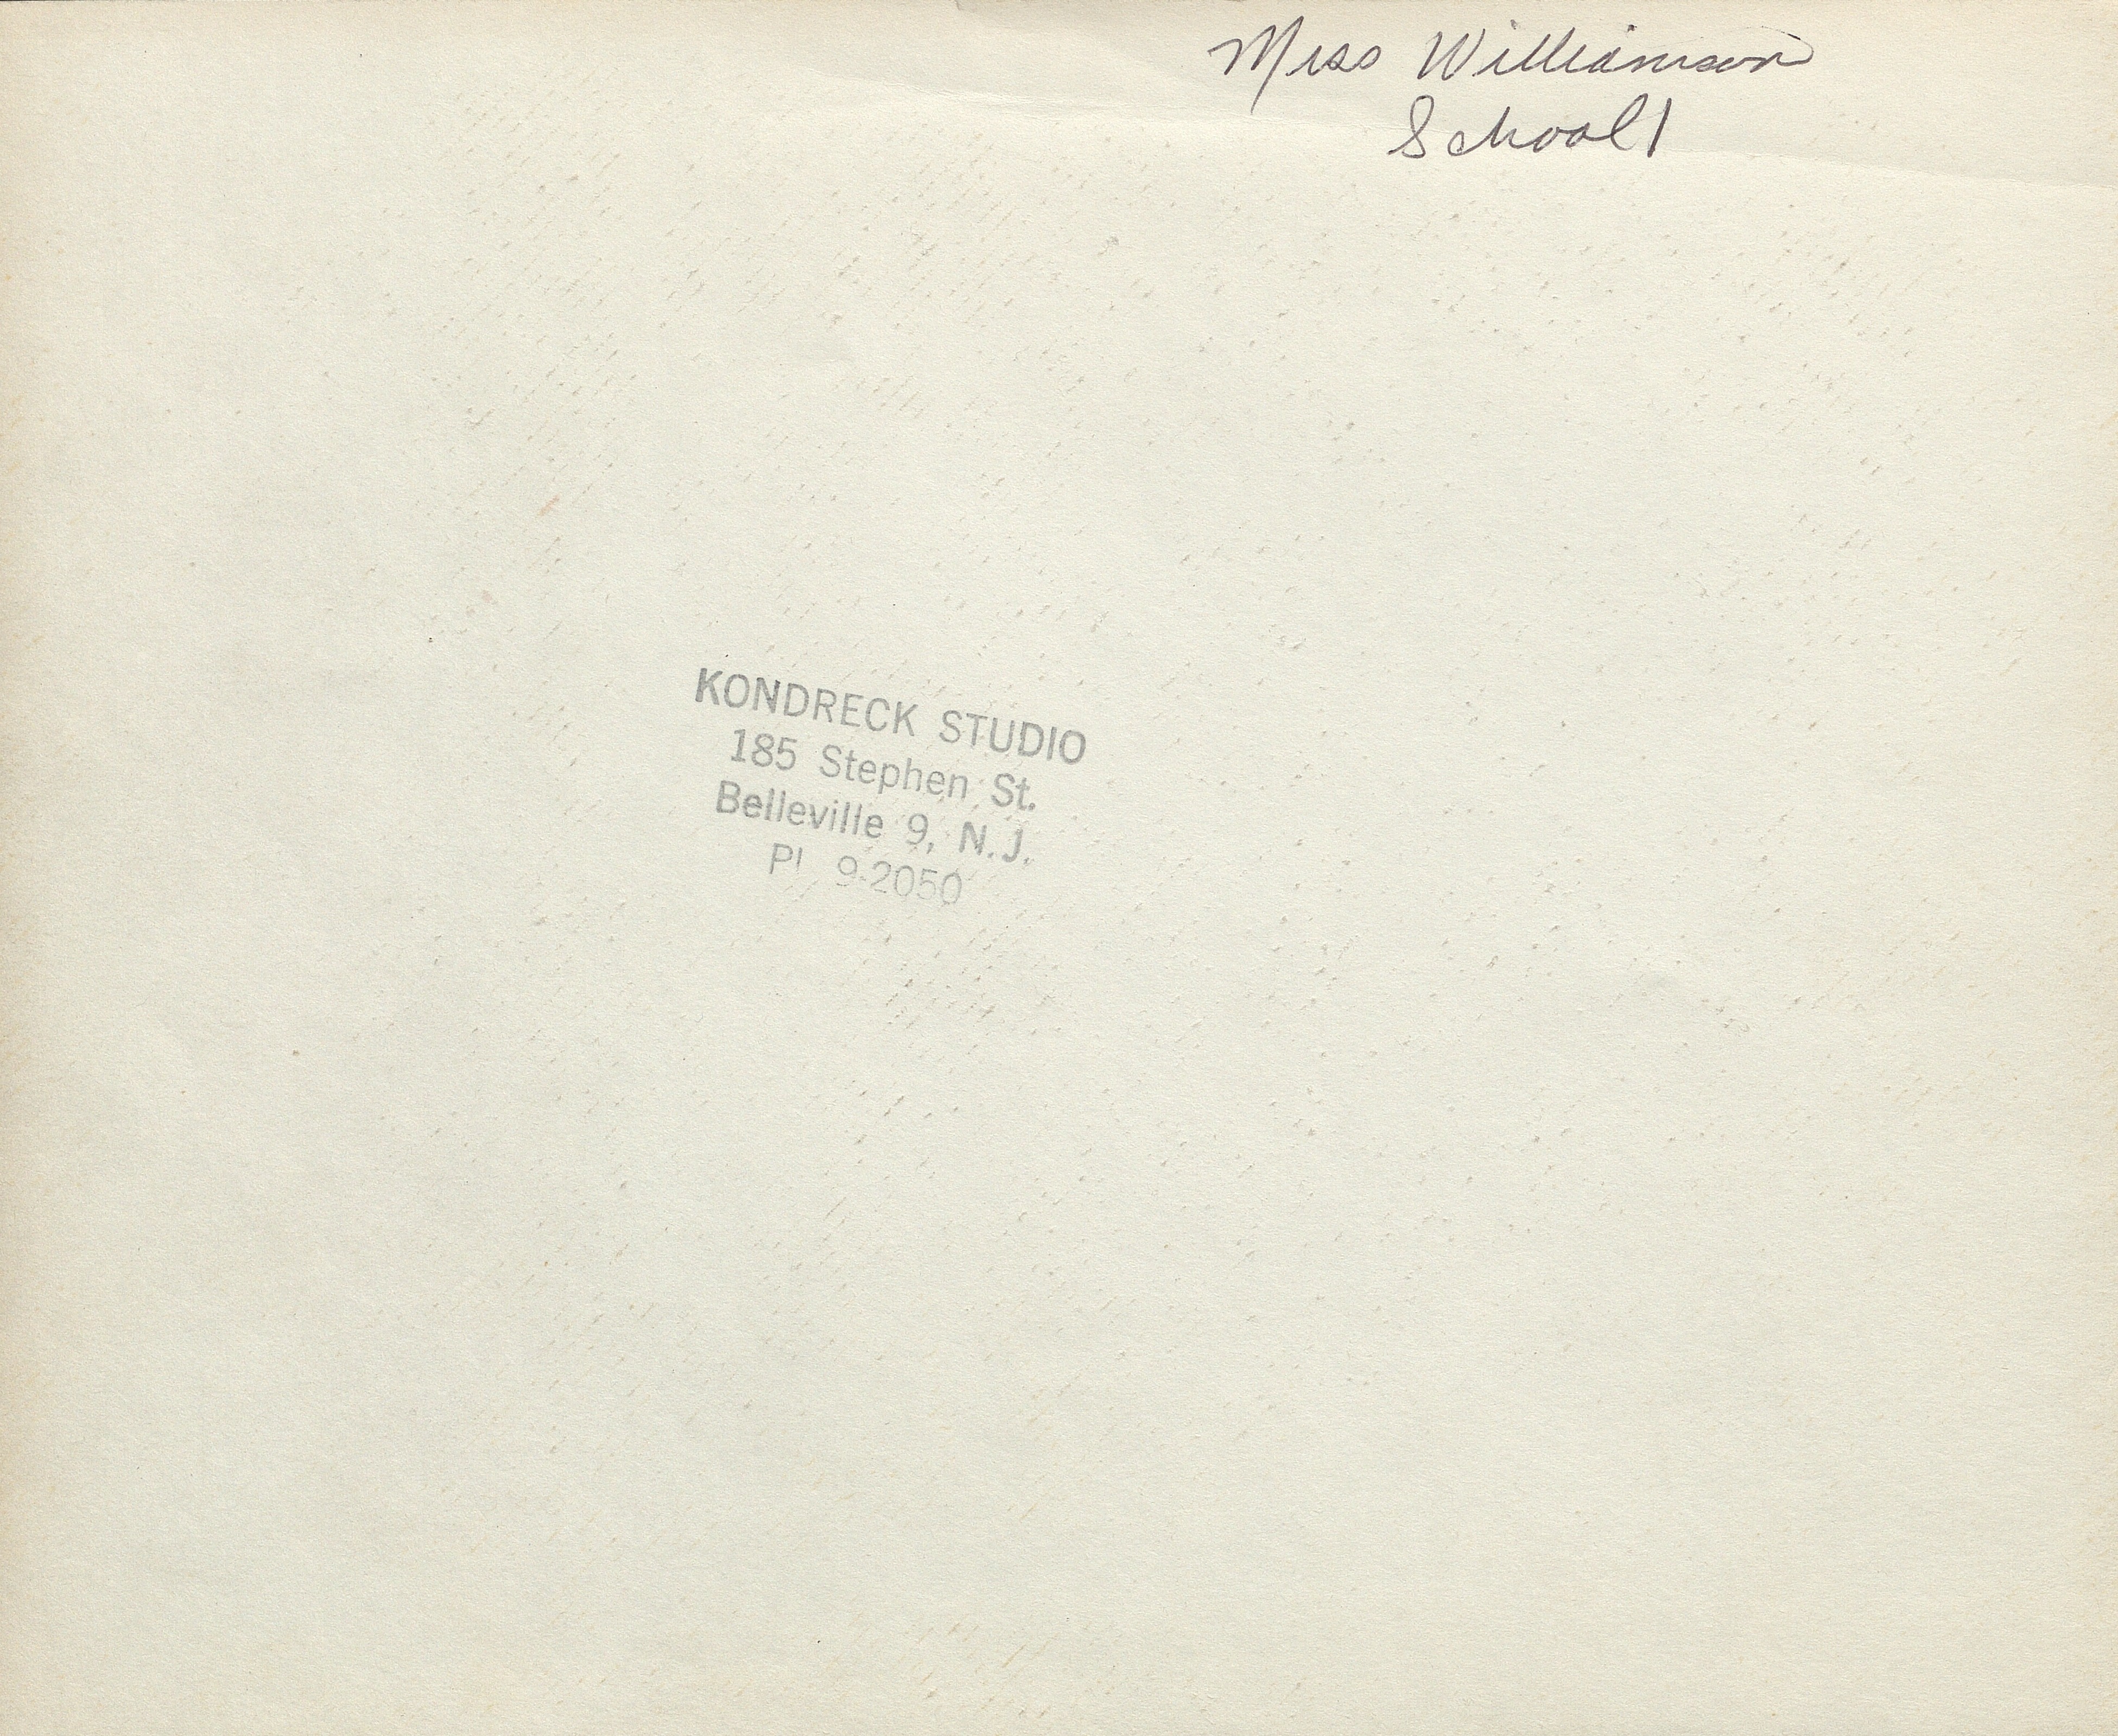 Miss Williamson
School 1
KONDRECK STUDIO
185 Stephen St.
Belleville 9, N.J.
Pl 9-2050